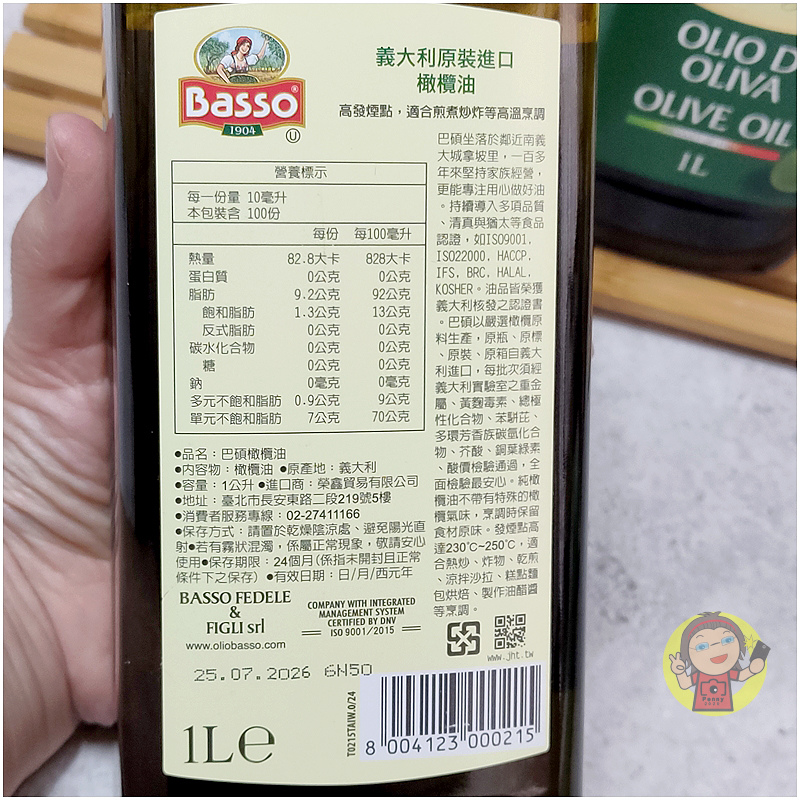 Basso®
1904
U
義大利原裝進口
橄欖油
高發煙點，適合煎煮炒炸等高溫烹調
營養標示
每一份量 10毫升
本包裝含 100份
每份 每100毫升
熱量 82.8大卡 828大卡
蛋白質 0公克 0公克
脂肪 9.2公克 92公克
飽和脂肪 1.3公克 13公克
反式脂肪 0公克 0公克
碳水化合物 0公克 0公克
糖 0公克 0公克
鈉 0毫克 0毫克
多元不飽和脂肪 0.9公克 9公克
單元不飽和脂肪 7公克 70公克
●品名：巴碩橄欖油
●內容物：橄欖油 ●原產地：義大利
●容量：1公升 ●進口商：榮鑫貿易有限公司
●地址：臺北市長安東路二段219號5樓
●消費者服務專線：02-27411166
●保存方式：請置於乾燥陰涼處、避免陽光直
射●若有霧狀混濁，係屬正常現象，敬請安心
使用●保存期限：24個月(係指未開封且正常
條件下之保存) ●有效日期：日/月/西元年
巴碩坐落於鄰近南義
大城拿坡里，一百多
年來堅持家族經營，
更能專注用心做好油
。持續導入多項品質
、清真與猶太等食品
認證，如ISO9001,
ISO22000, HACCP,
IFS, BRC, HALAL,
KOSHER。油品皆榮獲
義大利核發之認證書
。巴碩以嚴選橄欖原
料生產，原瓶、原標
、原裝、原箱自義大
利進口，每批次須經
義大利實驗室之重金
屬、黃麴毒素、總極
性化合物、苯駢芘、
多環芳香族碳氫化合
物、芥酸、銅葉綠素
、酸價檢驗通過，全
面檢驗最安心。純橄
欖油不帶有特殊的橄
欖氣味，烹調時保留
食材原味。發煙點高
達230℃~250℃，適
合熱炒、炸物、乾煎
、涼拌沙拉、糕點麵
包烘焙、製作油醋醬
等烹調。
BASSO FEDELE
&
FIGLI srl
www.oliobasso.com
COMPANY WITH INTEGRATED
MANAGEMENT SYSTEM
CERTIFIED BY DNV
ISO 9001/2015
www.jht.tw
25.07.2026 6N50
1Le
T0215TAIW.0/24
8 004123 000215
OLIO D
OLIVA
OLIVE OIL
1L
Penny